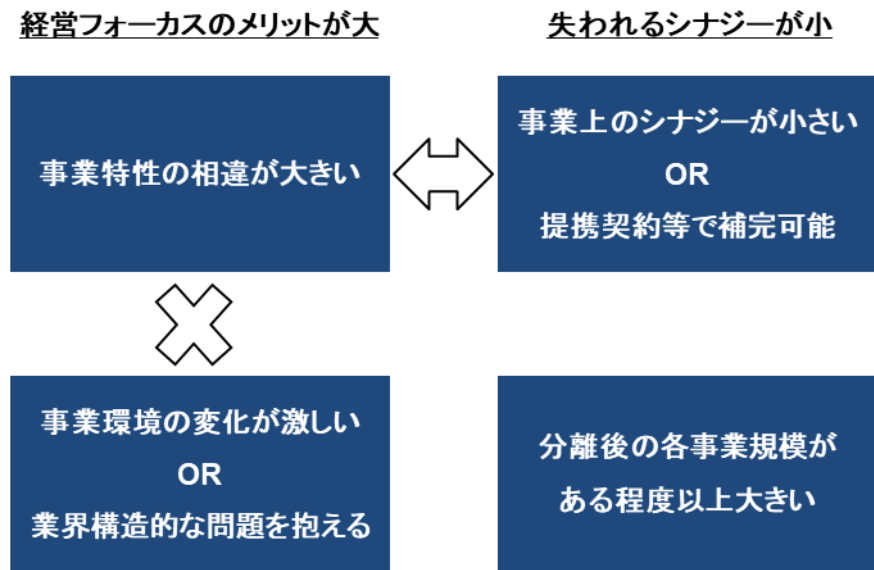 経営フォーカスのメリットが大
事業特性の相違が大きい
事業環境の変化が激しい
OR
業界構造的な問題を抱える
失われるシナジーが小
事業上のシナジーが小さい
OR
提携契約等で補完可能
分離後の各事業規模が
ある程度以上大きい